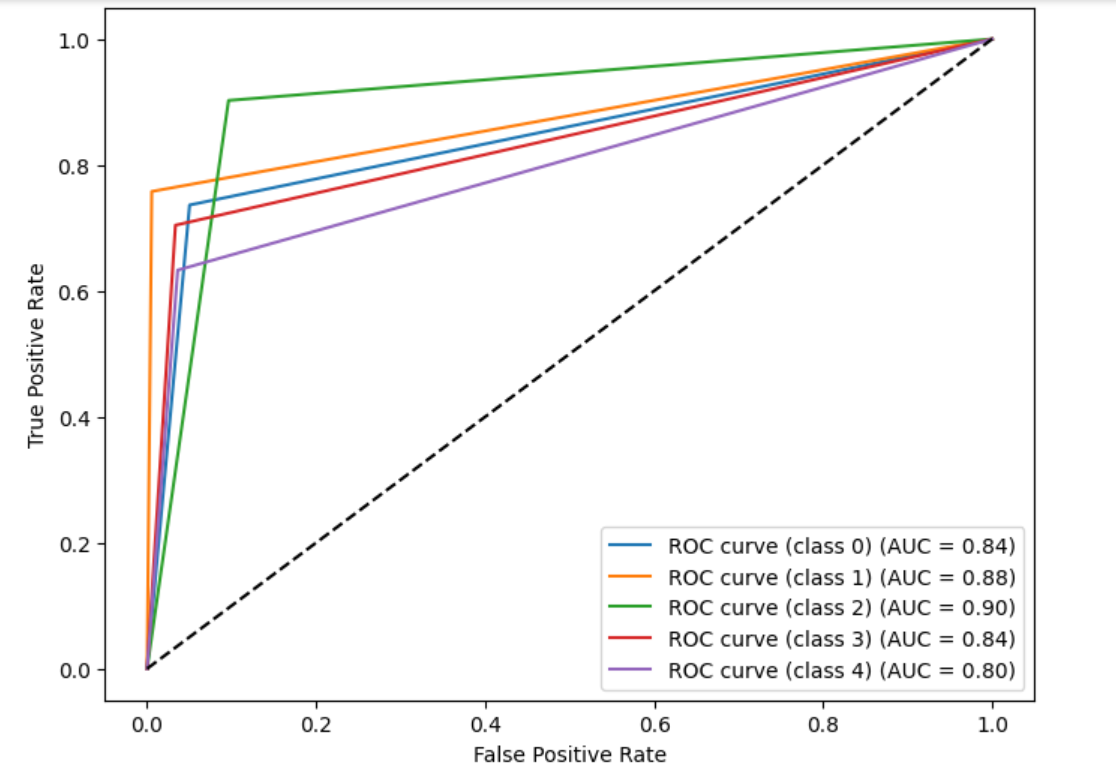 1.0
0.8
0.6
0.4
0.2
0.0
True Positive Rate
ROC curve (class 0) (AUC = 0.84)
ROC curve (class 1) (AUC = 0.88)
ROC curve (class 2) (AUC = 0.90)
ROC curve (class 3) (AUC = 0.84)
ROC curve (class 4) (AUC = 0.80)
0.0 0.2 0.4 0.6 0.8 1.0
False Positive Rate